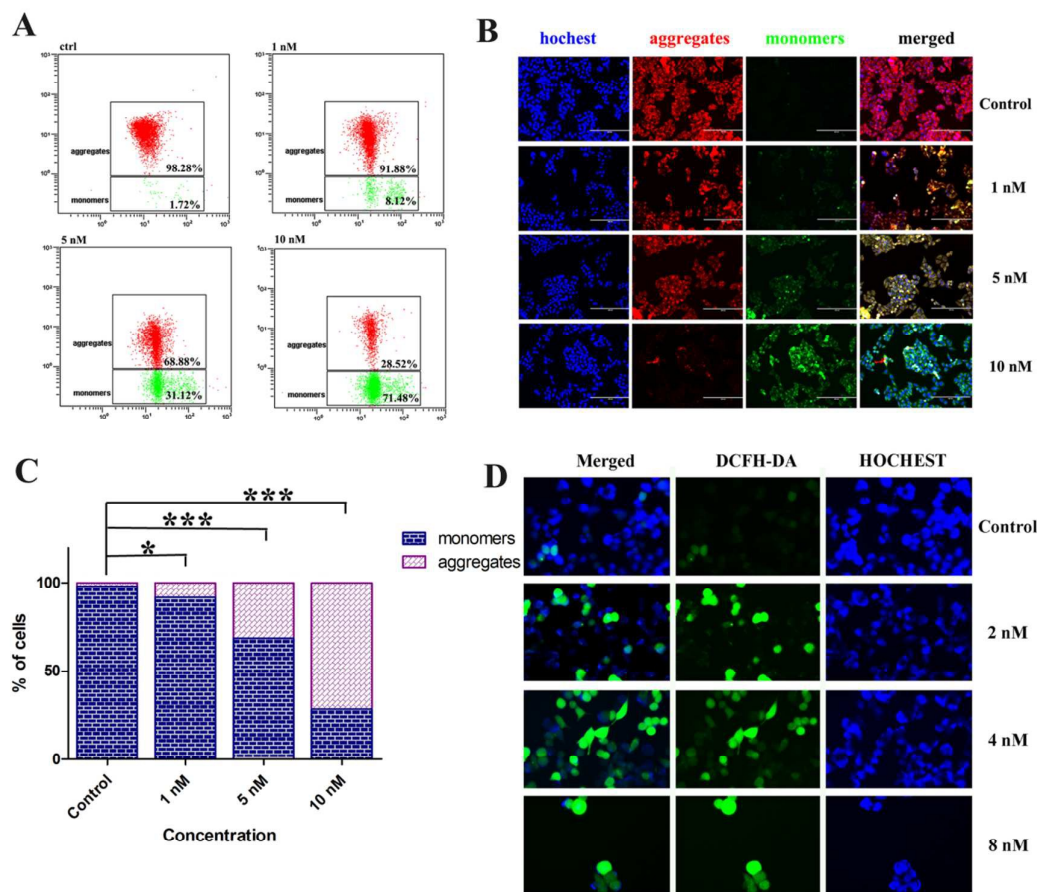 A
ctrl
1 nM
aggregates
98.28%
monomers
1.72%
aggregates
91.88%
monomers
8.12%
5 nM
10 nM
aggregates
68.88%
monomers
31.12%
aggregates
28.52%
monomers
71.48%
B
hochest aggregates monomers merged
Control
1 nM
5 nM
10 nM
C
***
***
*
monomers
aggregates
% of cells
100
50
0
Control 1 nM 5 nM 10 nM
Concentration
D
Merged DCFH-DA HOCHEST
Control
2 nM
4 nM
8 nM